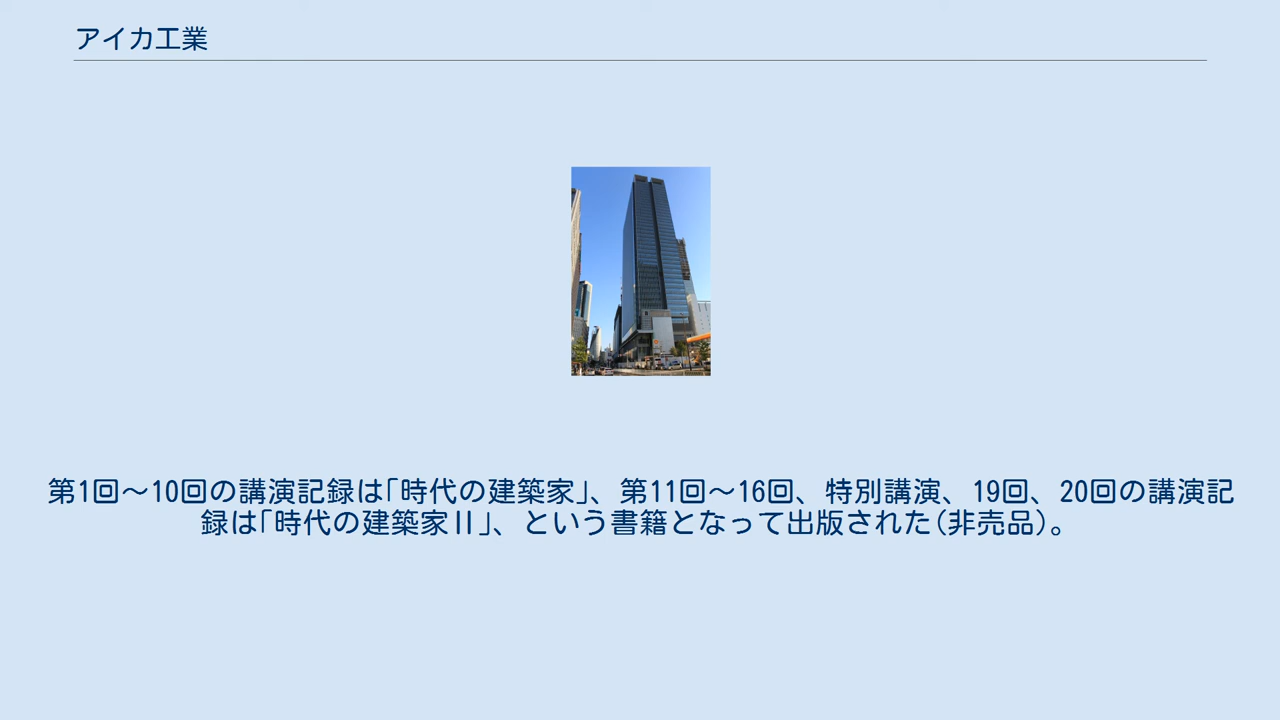 アイカ工業
第1回～10回の講演記録は｢時代の建築家｣、第11回～16回、特別講演、19回、20回の講演記
録は｢時代の建築家Ⅱ｣、という書籍となって出版された(非売品)。